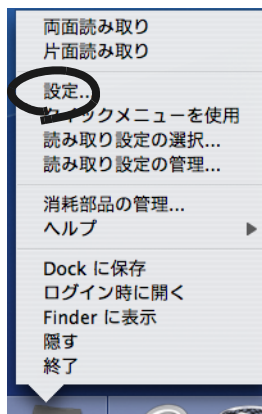 両面読み取り
片面読み取り
設定...
クイックメニューを使用
読み取り設定の選択...
読み取り設定の管理...
消耗部品の管理...
ヘルプ
Dock に保存
ログイン時に開く
Finder に表示
隠す
終了